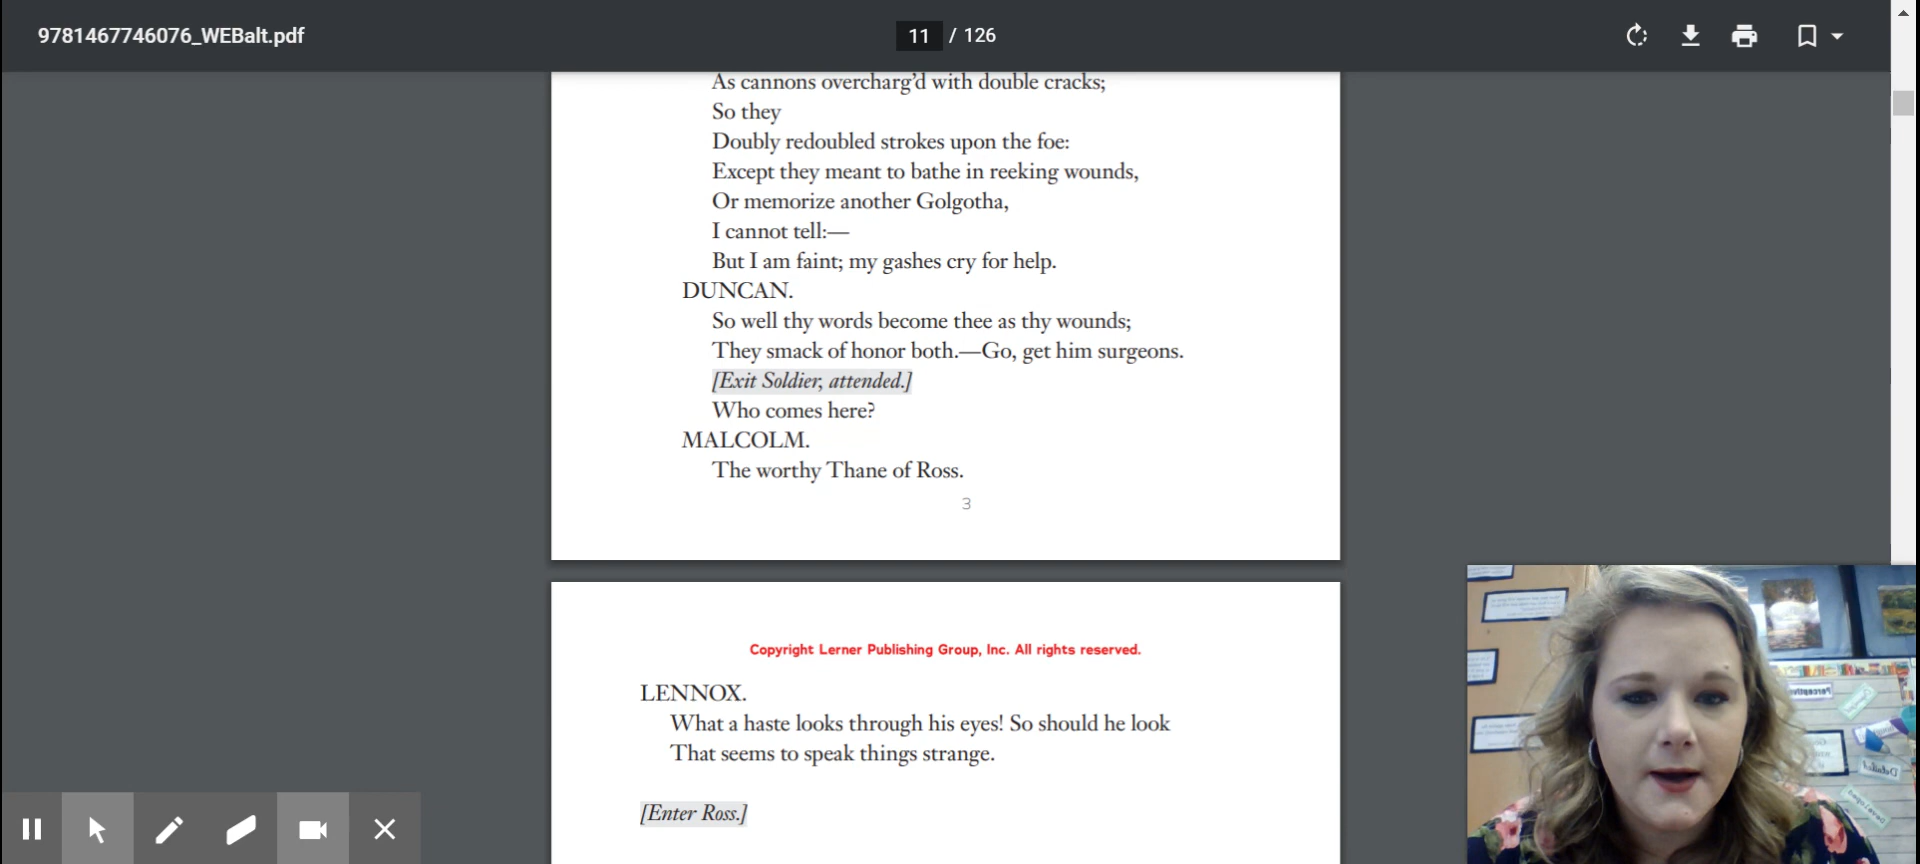 9781467746076_WEBalt.pdf
11 / 126
As cannons overcharg’d with double cracks;
So they
Doubly redoubled strokes upon the foe:
Except they meant to bathe in reeking wounds,
Or memorize another Golgotha,
I cannot tell:—
But I am faint; my gashes cry for help.
DUNCAN.
So well thy words become thee as thy wounds;
They smack of honor both.—Go, get him surgeons.
[Exit Soldier, attended.]
Who comes here?
MALCOLM.
The worthy Thane of Ross.
3
Copyright Lerner Publishing Group, Inc. All rights reserved.
LENNOX.
What a haste looks through his eyes! So should he look
That seems to speak things strange.
[Enter Ross.]
Perceptive
Detailed